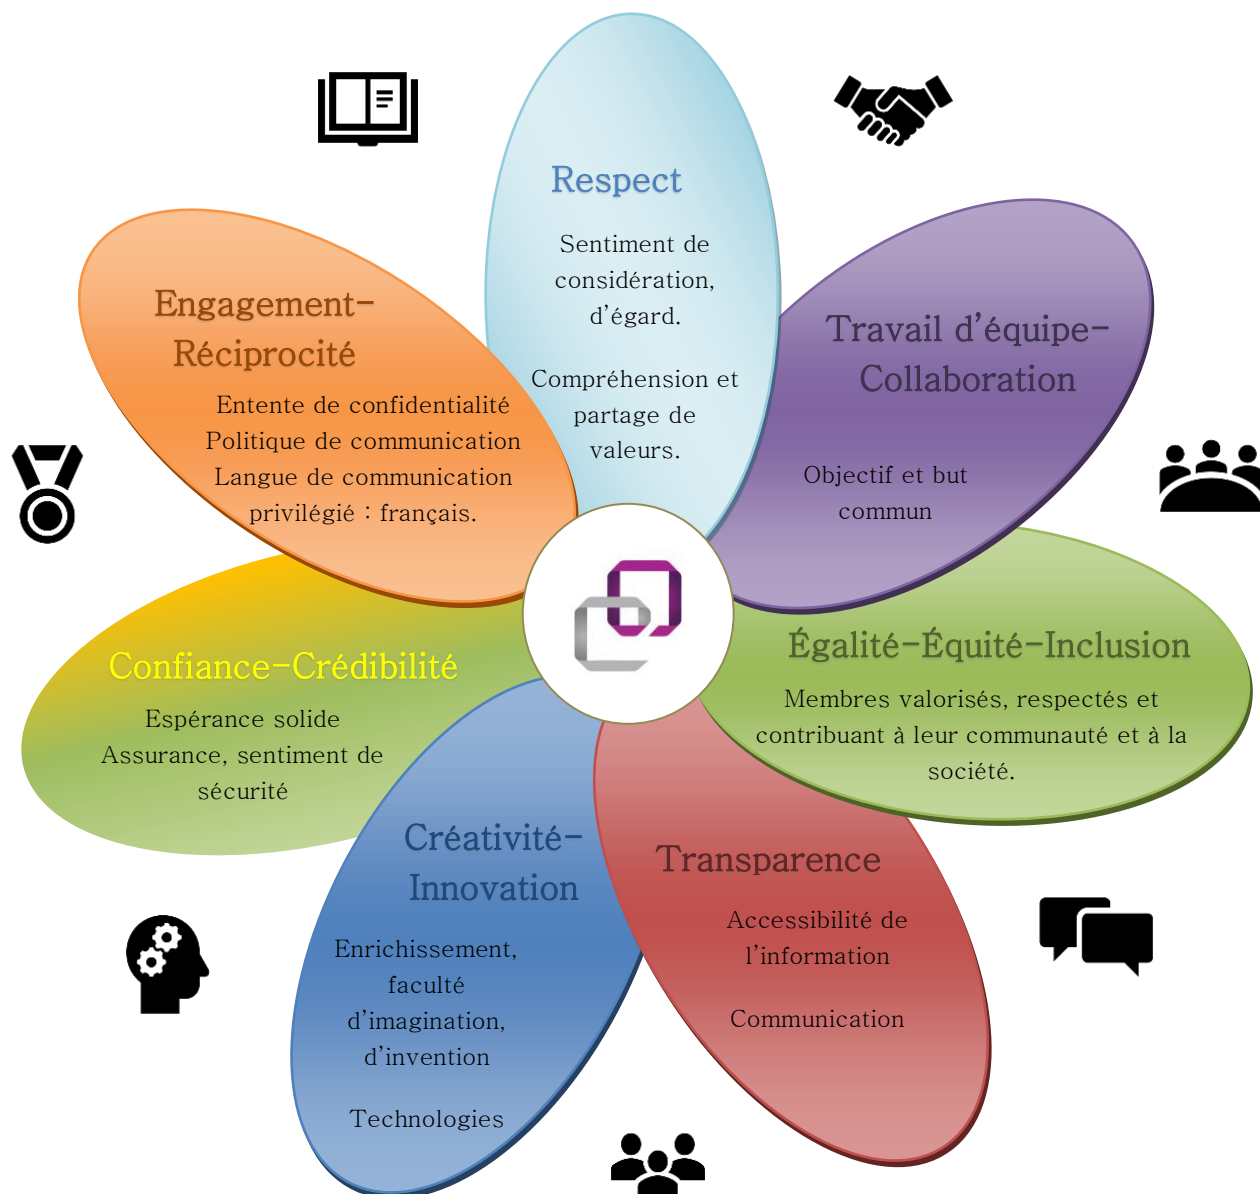 Respect
Sentiment de
considération,
d'égard.
Compréhension et
partage de
valeurs.
Travail d'équipe-
Collaboration
Objectif et but
commun
Égalité-Équité-Inclusion
Membres valorisés, respectés et
contribuant à leur communauté et à la
société.
Transparence
Accessibilité de
l'information
Communication
Créativité-
Innovation
Enrichissement,
faculté
d'imagination,
d'invention
Technologies
Confiance-Crédibilité
Espérance solide
Assurance, sentiment de
sécurité
Engagement-
Réciprocité
Entente de confidentialité
Politique de communication
Langue de communication
privilégié : français.